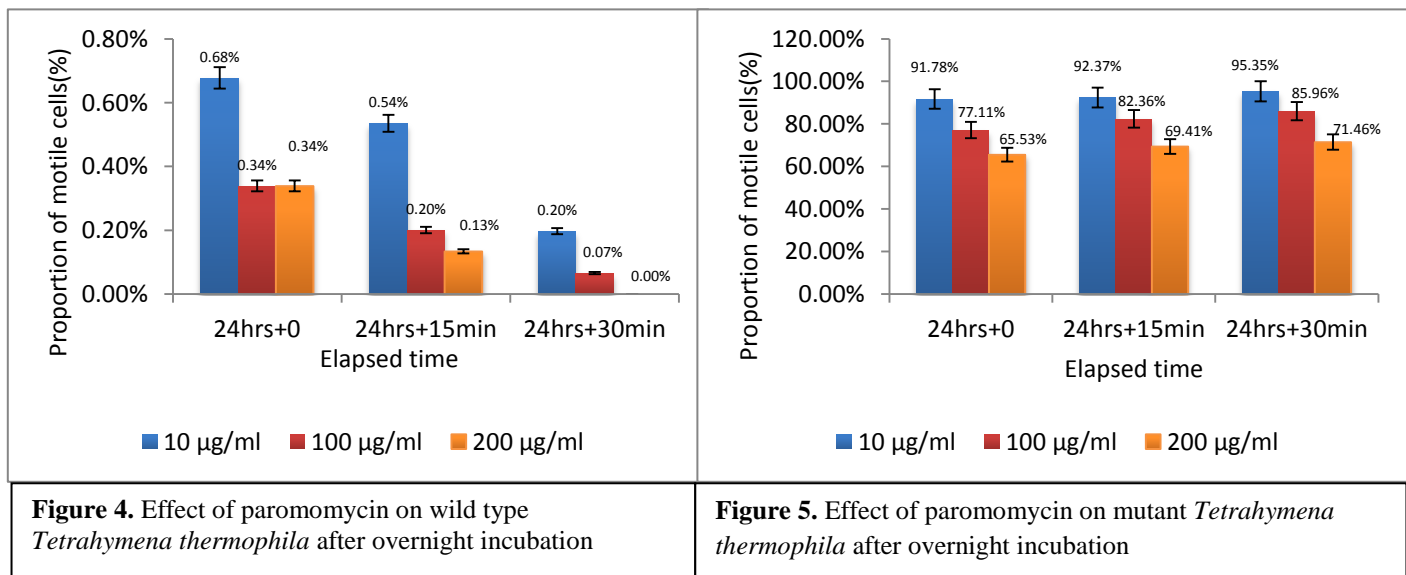 Proportion of motile cells(%)
0.80%
0.60%
0.40%
0.20%
0.00%
0.68%
0.34%
0.34%
0.54%
0.20%
0.13%
0.20%
0.07%
0.00%
24hrs+0
24hrs+15min
24hrs+30min
Elapsed time
10 µg/ml
100 µg/ml
200 µg/ml
Figure 4. Effect of paromomycin on wild type
Tetrahymena thermophila after overnight incubation
Proportion of motile cells(%)
120.00%
100.00%
80.00%
60.00%
40.00%
20.00%
0.00%
91.78%
77.11%
65.53%
92.37%
82.36%
69.41%
95.35%
85.96%
71.46%
24hrs+0
24hrs+15min
24hrs+30min
Elapsed time
10 µg/ml
100 µg/ml
200 µg/ml
Figure 5. Effect of paromomycin on mutant Tetrahymena
thermophila after overnight incubation